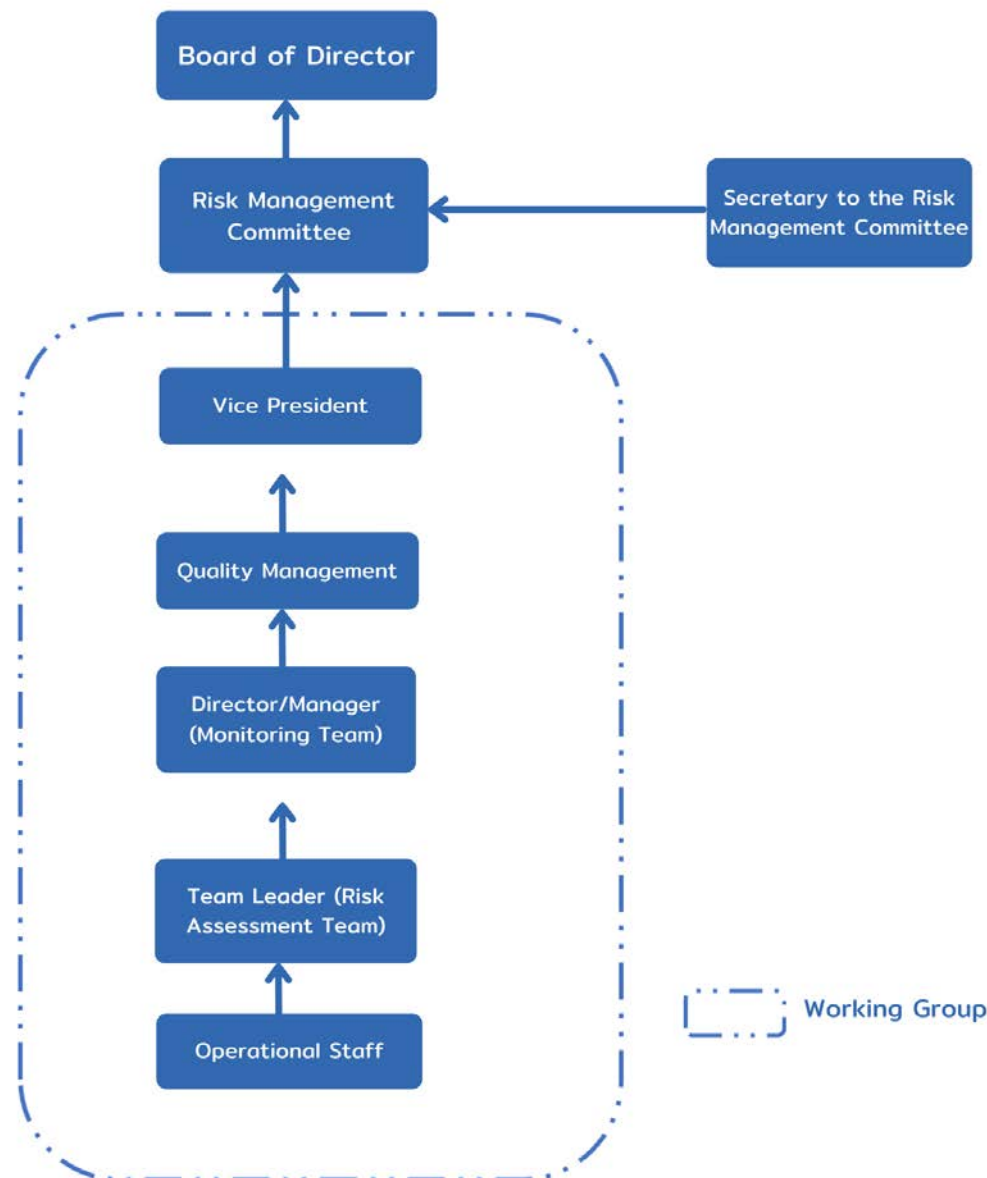 Board of Director
Risk Management
Committee
Secretary to the Risk
Management Committee
Vice President
Quality Management
Director/Manager
(Monitoring Team)
Team Leader (Risk
Assessment Team)
Operational Staff
Working Group